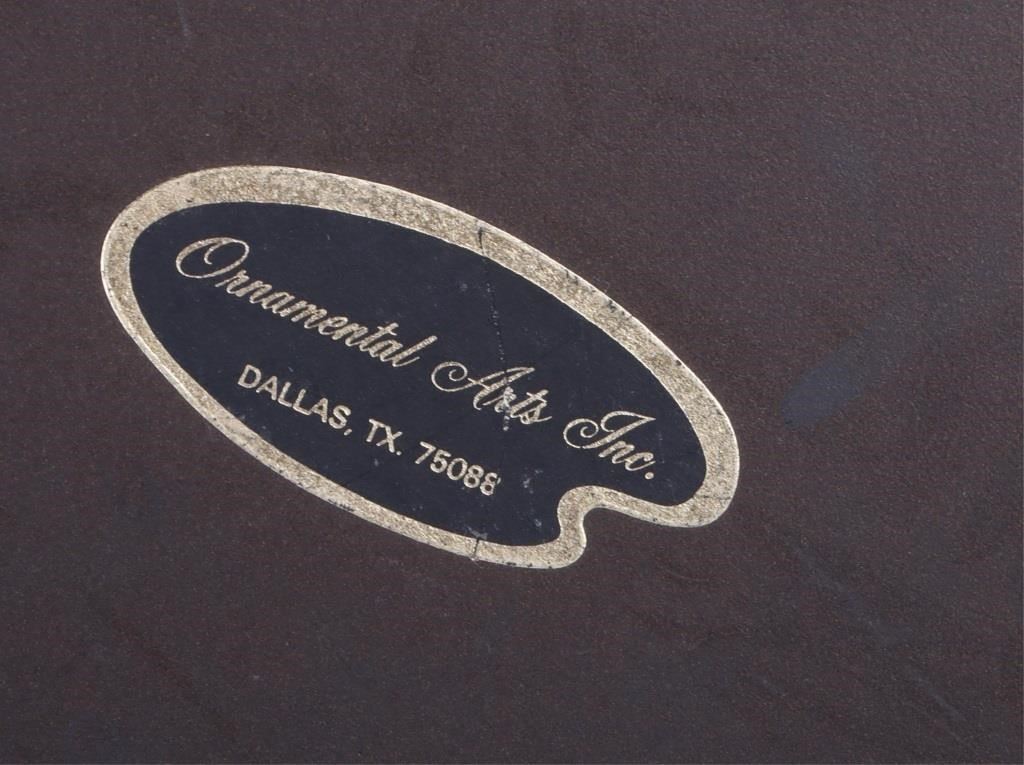 Ornamental Arts Inc.
DALLAS, TX. 75088